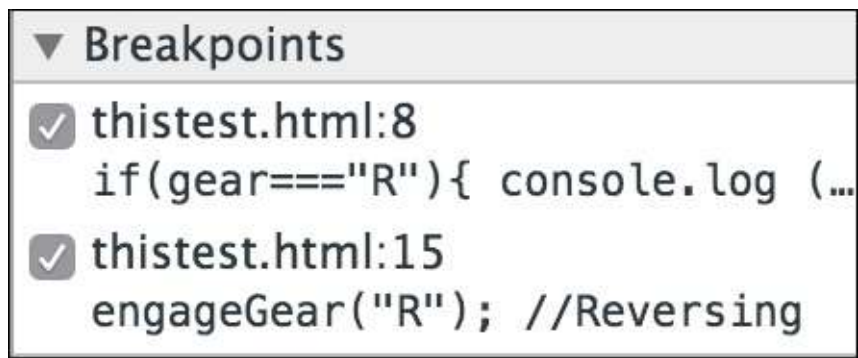 Breakpoints
thistest.html:8
if(gear==="R"){ console.log (…
thistest.html:15
engageGear("R"); //Reversing